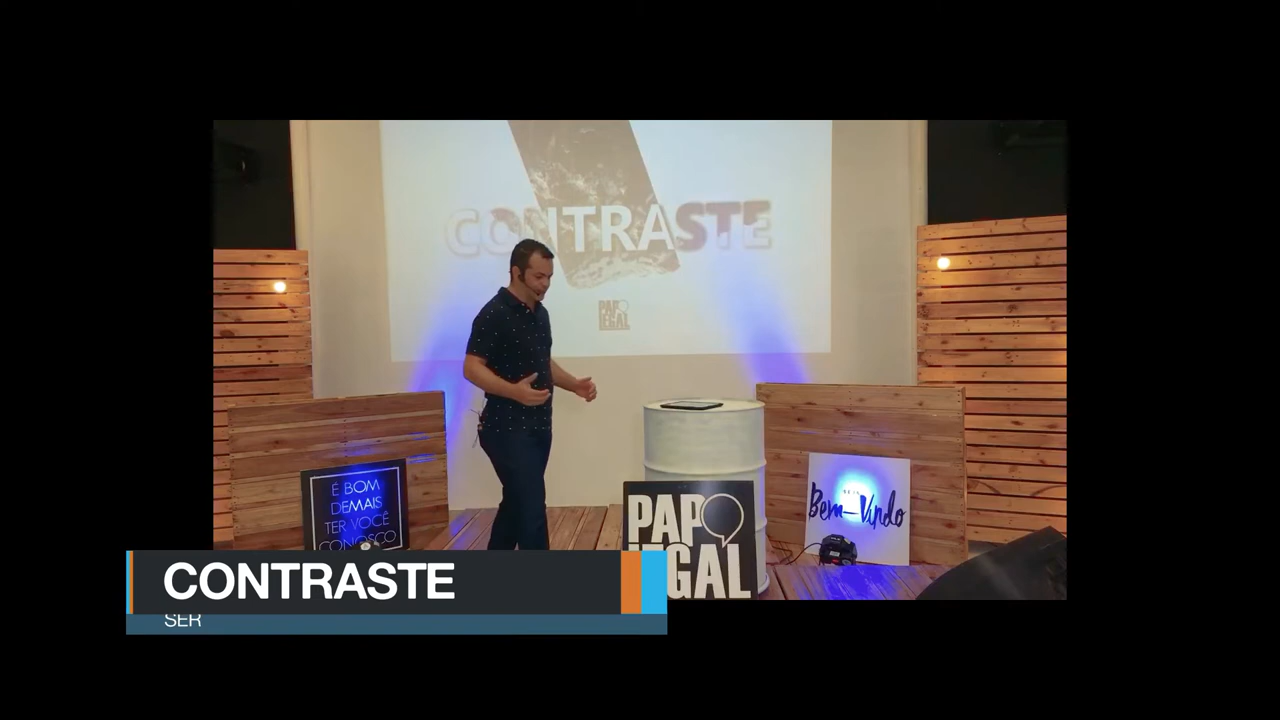 CONTRASTE
PAPO
LEGAL
É BOM
DEMAIS
TER VOCÊ
CONOSCO
Bem-Vindo
PAPO
LEGAL
CONTRASTE
SER